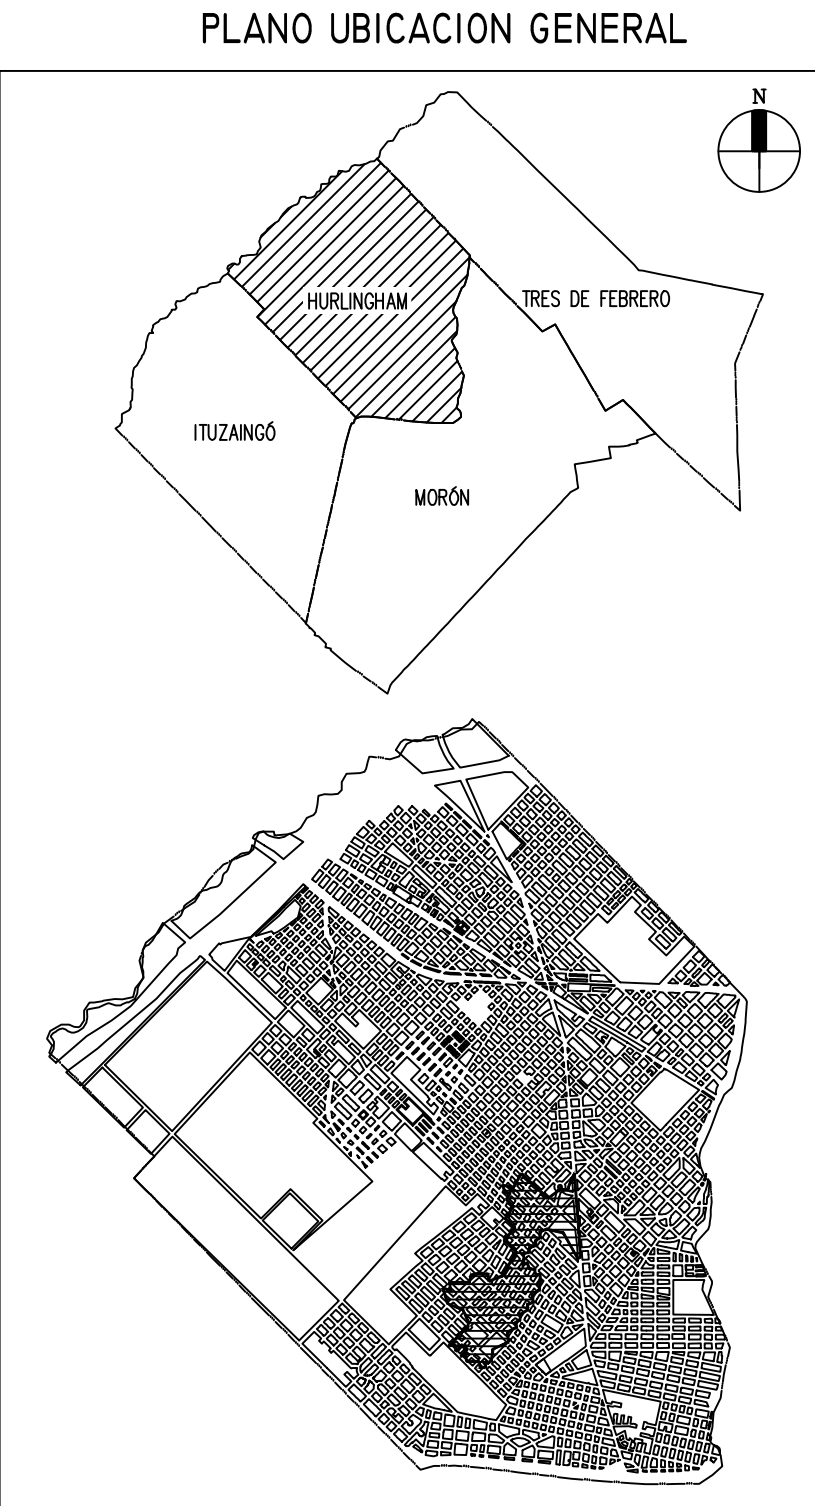 PLANO UBICACION GENERAL
N
HURLINGHAM
TRES DE FEBRERO
ITUZAINGÓ
MORÓN